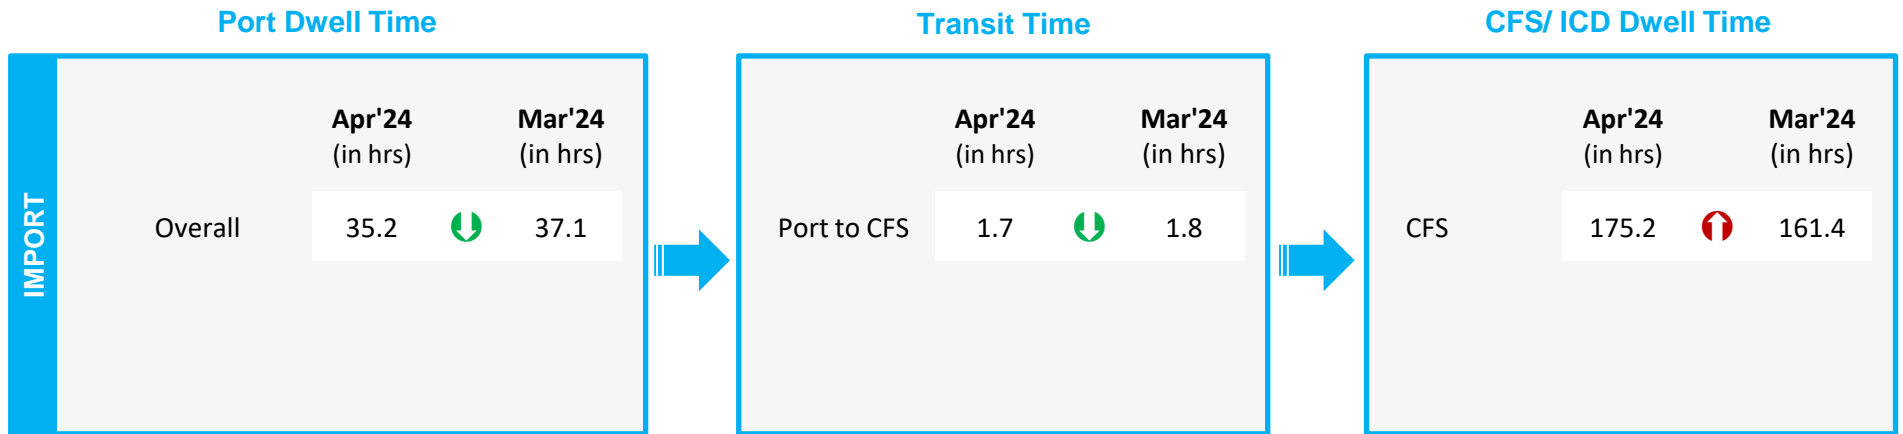 Port Dwell Time
Transit Time
CFS/ ICD Dwell Time
IMPORT
Apr'24 Mar'24
(in hrs) (in hrs)
Overall 35.2 37.1
Apr'24 Mar'24
(in hrs) (in hrs)
Port to CFS 1.7 1.8
Apr'24 Mar'24
(in hrs) (in hrs)
CFS 175.2 161.4